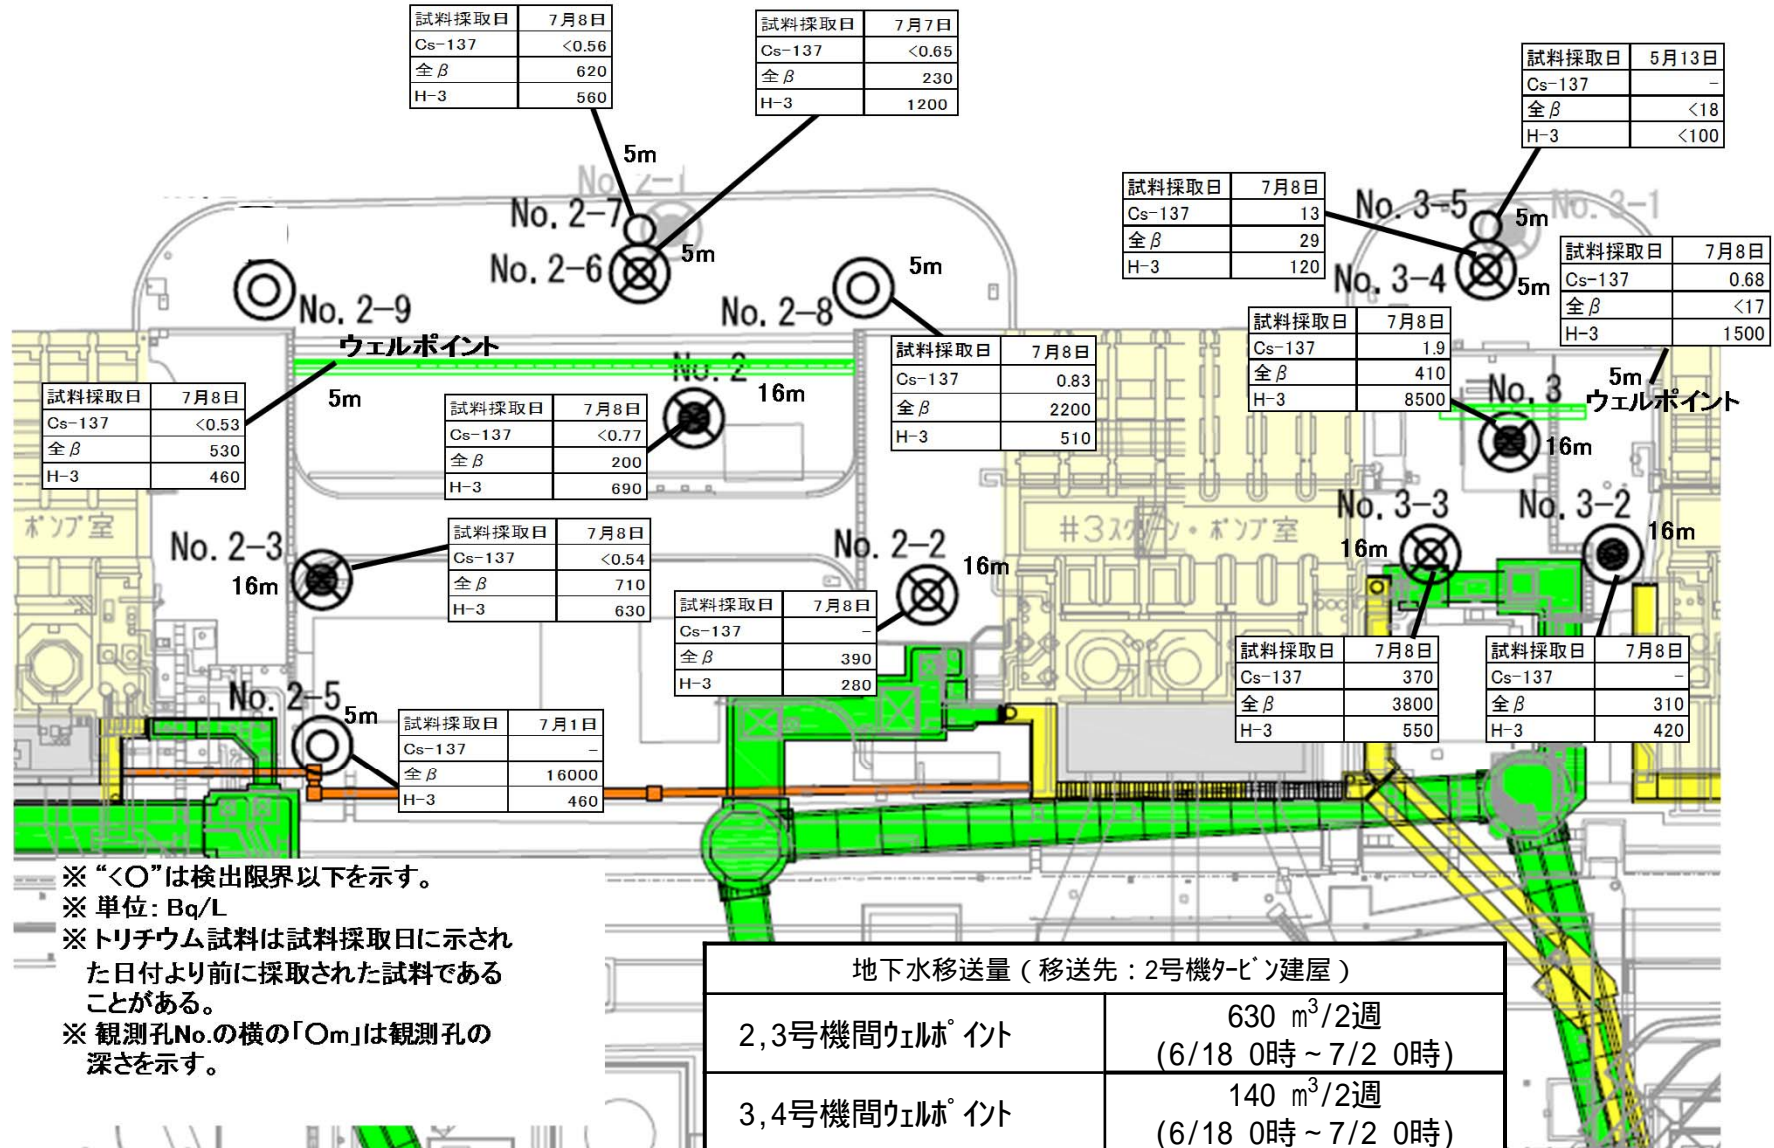 試料採取日 7月8日
Cs-137 <0.56
全β 620
H-3 560
試料採取日 7月7日
Cs-137 <0.65
全β 230
H-3 1200
試料採取日 5月13日
Cs-137 -
全β <18
H-3 <100
5m
No. 2-1
No. 2-7
No. 2-6
5m
試料採取日 7月8日
Cs-137 13
全β 29
H-3 120
No. 3-5
5m
No. 3-1
No. 3-4
5m
試料採取日 7月8日
Cs-137 0.68
全β <17
H-3 1500
No. 2-9
No. 2-8
5m
ウェルポイント
5m
試料採取日 7月8日
Cs-137 <0.53
全β 530
H-3 460
No. 2
16m
試料採取日 7月8日
Cs-137 <0.77
全β 200
H-3 690
試料採取日 7月8日
Cs-137 0.83
全β 2200
H-3 510
試料採取日 7月8日
Cs-137 1.9
全β 410
H-3 8500
No. 3
16m
5m
ウェルポイント
ポンプ室
No. 2-3
16m
試料採取日 7月8日
Cs-137 <0.54
全β 710
H-3 630
No. 2-2
16m
#3スクリーン・ポンプ室
No. 3-3
16m
No. 3-2
16m
試料採取日 7月8日
Cs-137 -
全β 390
H-3 280
試料採取日 7月8日
Cs-137 370
全β 3800
H-3 550
試料採取日 7月8日
Cs-137 -
全β 310
H-3 420
No. 2-5
5m
試料採取日 7月1日
Cs-137 -
全β 16000
H-3 460
※ “<〇”は検出限界以下を示す。
※ 単位: Bq/L
※ トリチウム試料は試料採取日に示され
た日付より前に採取された試料である
ことがある。
※ 観測孔No.の横の「〇m」は観測孔の
深さを示す。
地下水移送量（移送先：2号機タービン建屋）
2,3号機間ウェルポイント 630 m³/2週
(6/18 0時～7/2 0時)
3,4号機間ウェルポイント 140 m³/2週
(6/18 0時～7/2 0時)